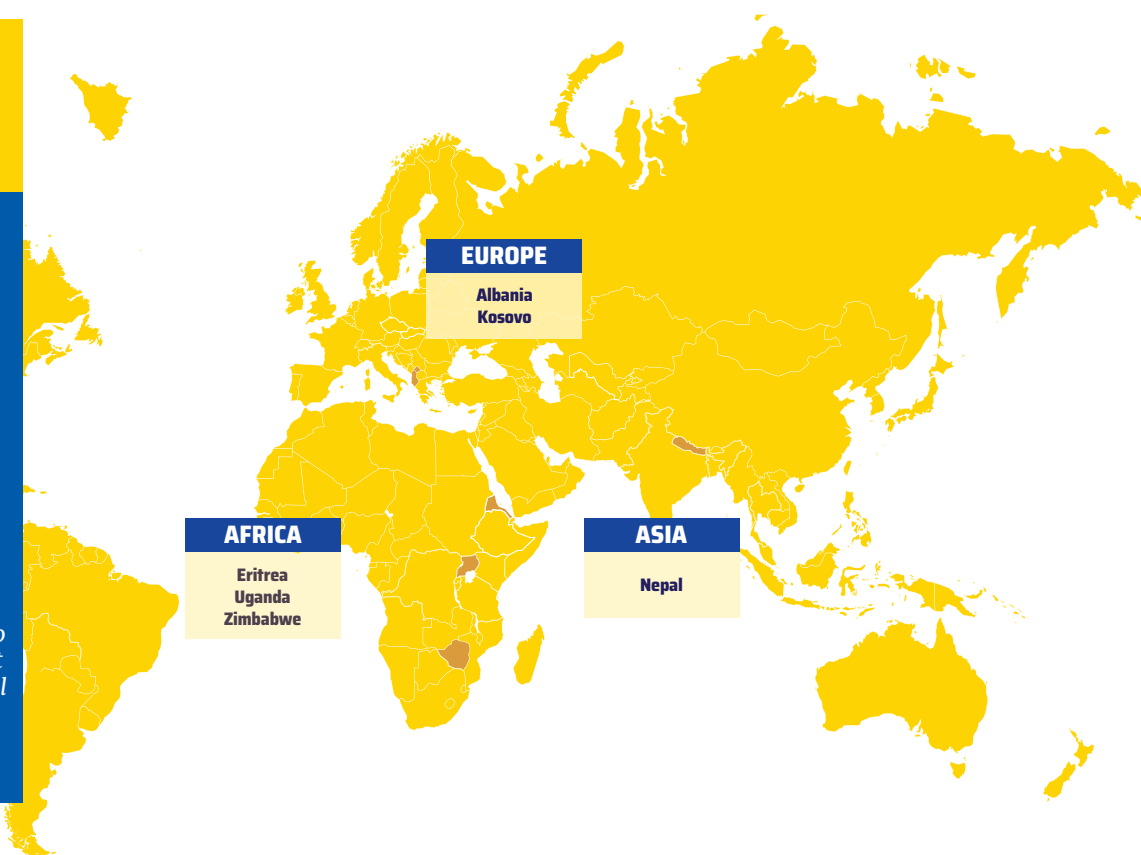 EUROPE
Albania
Kosovo
AFRICA
Eritrea
Uganda
Zimbabwe
ASIA
Nepal